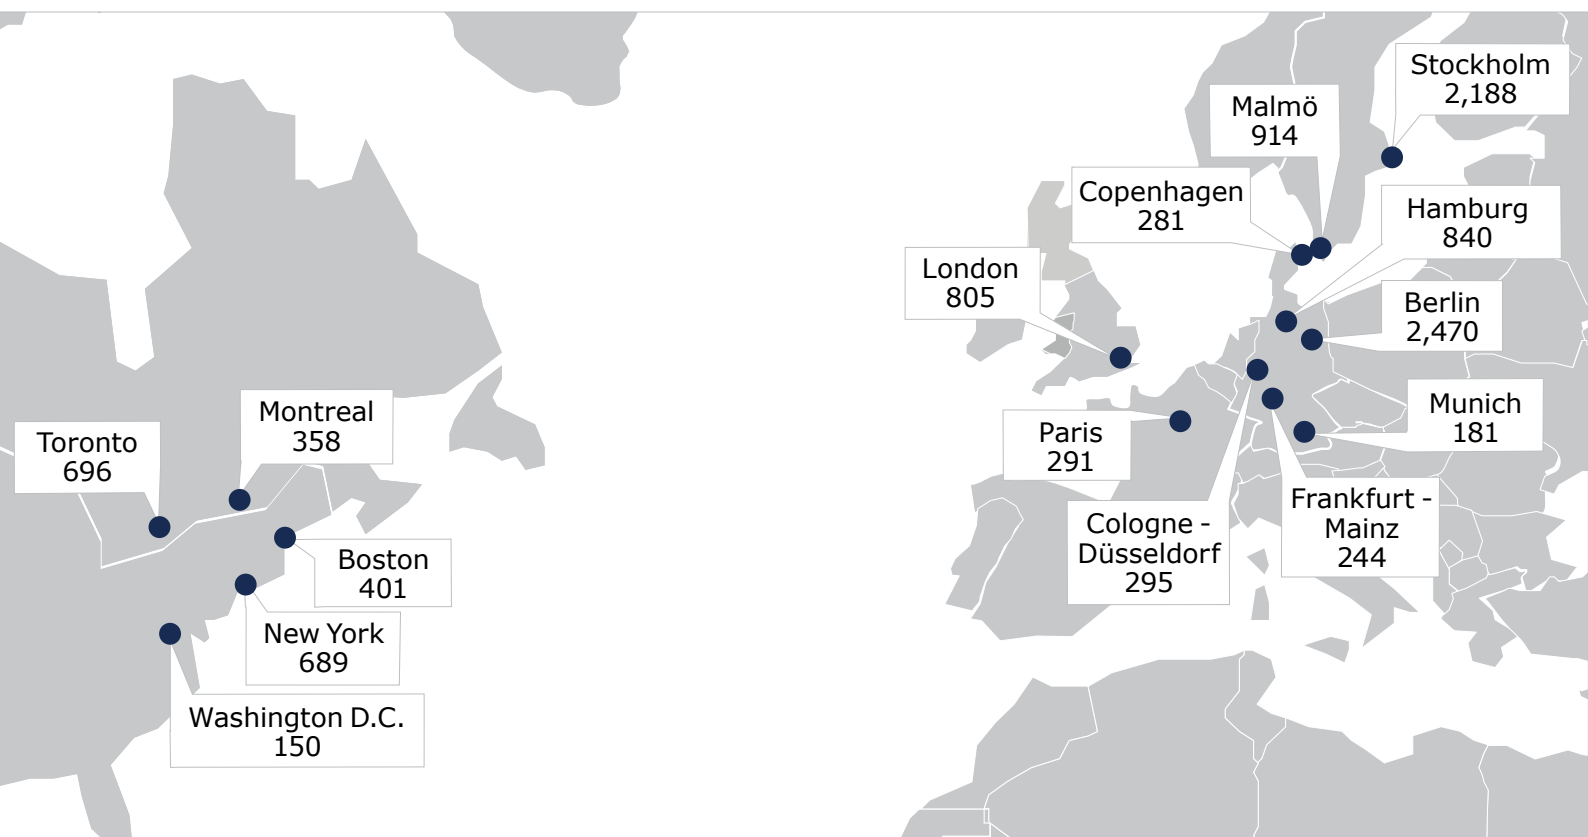 Stockholm
2,188
Malmö
914
Copenhagen
281
Hamburg
840
London
805
Berlin
2,470
Munich
181
Paris
291
Frankfurt -
Mainz
244
Cologne -
Düsseldorf
295
Montreal
358
Toronto
696
Boston
401
New York
689
Washington D.C.
150